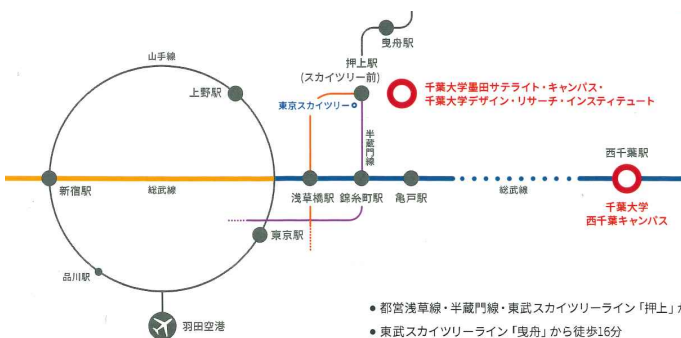 曳舟駅
山手線
押上駅
(スカイツリー前)
上野駅
東京スカイツリー
千葉大学墨田サテライト・キャンパス・
千葉大学デザイン・リサーチ・インスティテュート
半蔵門線
西千葉駅
新宿駅
総武線
浅草橋駅
錦糸町駅
亀戸駅
総武線
千葉大学
西千葉キャンパス
東京駅
品川駅
羽田空港
● 都営浅草線・半蔵門線・東武スカイツリーライン「押上」
● 東武スカイツリーライン「曳舟」から徒歩16分